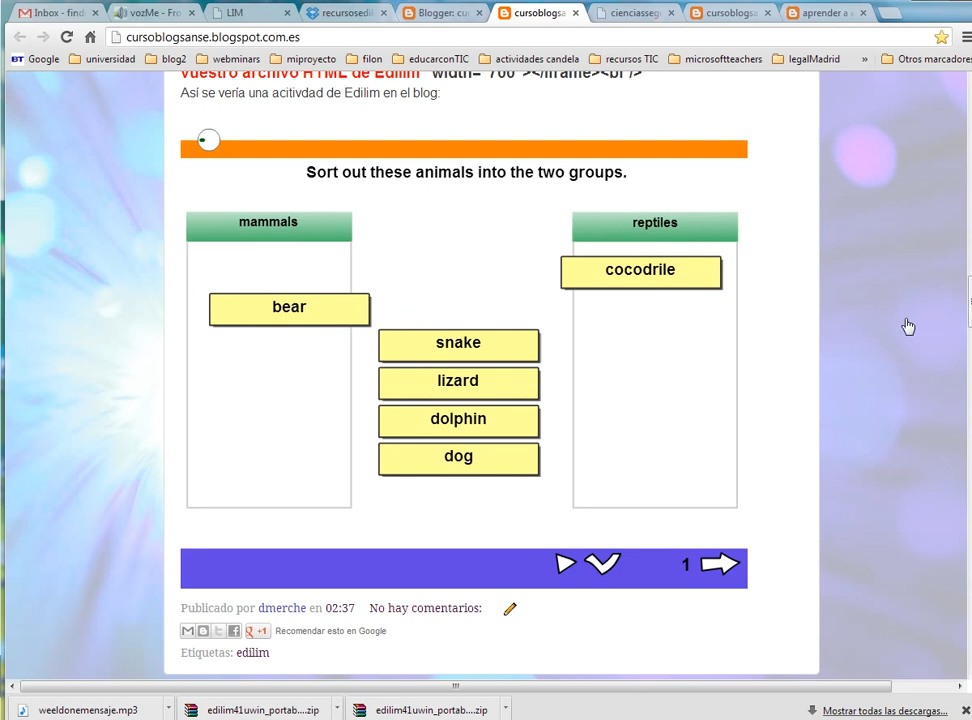 Inbox - find
vozMe - Fro
LIM
recursosedi
Blogger: cu
cursoblogsa
cienciasseg
cursoblogsa
aprender a
cursoblogsanse.blogspot.com.es
BT Google universidad blog2 webminars miproyecto filon educarconTIC actividades candela recursos TIC microsoftteachers legalMadrid » Otros marcadore
vuestro archivo HTML de Edilim" width="700"></iframe><br />
Así se vería una acitivdad de Edilim en el blog:
Sort out these animals into the two groups.
mammals
reptiles
cocodrile
bear
snake
lizard
dolphin
dog
1
Publicado por dmerche en 02:37 No hay comentarios:
g +1 Recomendar esto en Google
Etiquetas: edilim
weeldonemensaje.mp3
edilim41uwin_portab....zip
edilim41uwin_portab....zip
Mostrar todas las descargas...